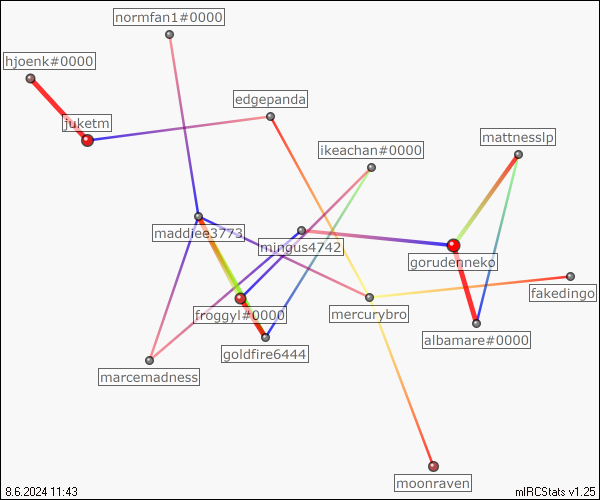 normfan1#0000
hjoenk#0000
edgepanda
juketm
mattnesslp
ikeachan#0000
maddiee3773
mingus4742
gorudenneko
fakedingo
froggyl#0000
mercurybro
albamare#0000
goldfire6444
marcemadness
moonraven
8.6.2024 11:43
mIRCStats v1.25